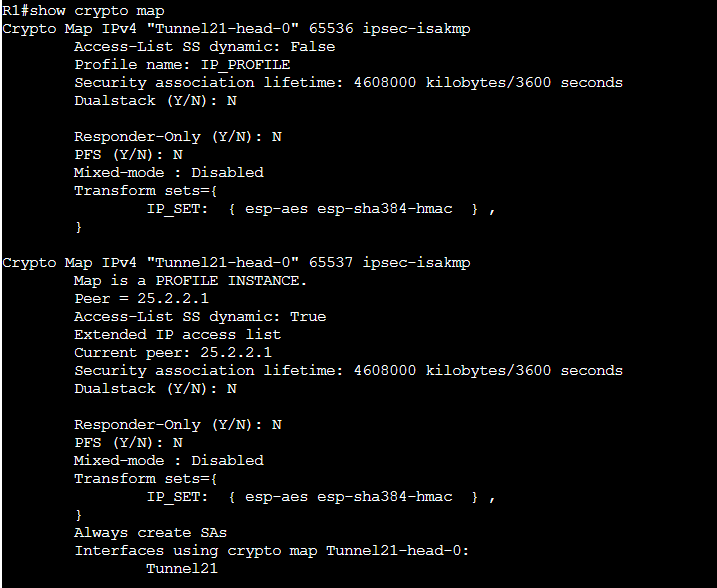 R1#show crypto map
Crypto Map IPv4 "Tunnel21-head-0" 65536 ipsec-isakmp
        Access-List SS dynamic: False
        Profile name: IP_PROFILE
        Security association lifetime: 4608000 kilobytes/3600 seconds
        Dualstack (Y/N): N

        Responder-Only (Y/N): N
        PFS (Y/N): N
        Mixed-mode : Disabled
        Transform sets={
                IP_SET:  { esp-aes esp-sha384-hmac  } ,
        }

Crypto Map IPv4 "Tunnel21-head-0" 65537 ipsec-isakmp
        Map is a PROFILE INSTANCE.
        Peer = 25.2.2.1
        Access-List SS dynamic: True
        Extended IP access list
        Current peer: 25.2.2.1
        Security association lifetime: 4608000 kilobytes/3600 seconds
        Dualstack (Y/N): N

        Responder-Only (Y/N): N
        PFS (Y/N): N
        Mixed-mode : Disabled
        Transform sets={
                IP_SET:  { esp-aes esp-sha384-hmac  } ,
        }
        Always create SAs
        Interfaces using crypto map Tunnel21-head-0:
                Tunnel21